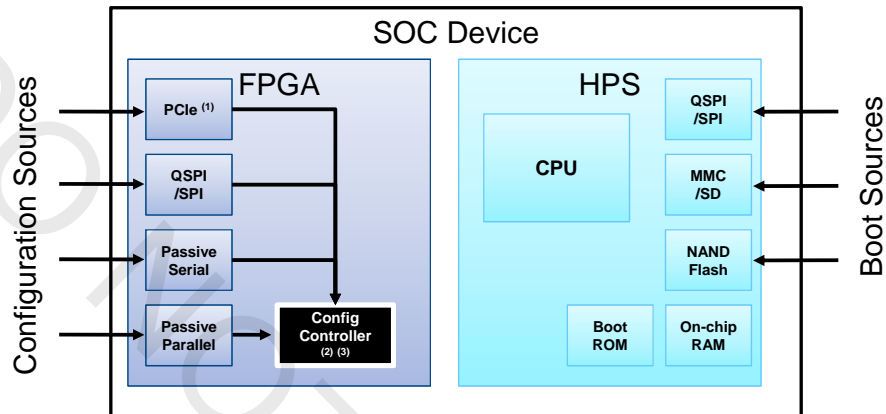 SOC Device
FPGA
HPS
Configuration Sources
PCIe (1)
QSPI
/SPI
Passive
Serial
Passive
Parallel
Config
Controller
(2) (3)
CPU
QSPI
/SPI
MMC
/SD
NAND
Flash
Boot
ROM
On-chip
RAM
Boot Sources